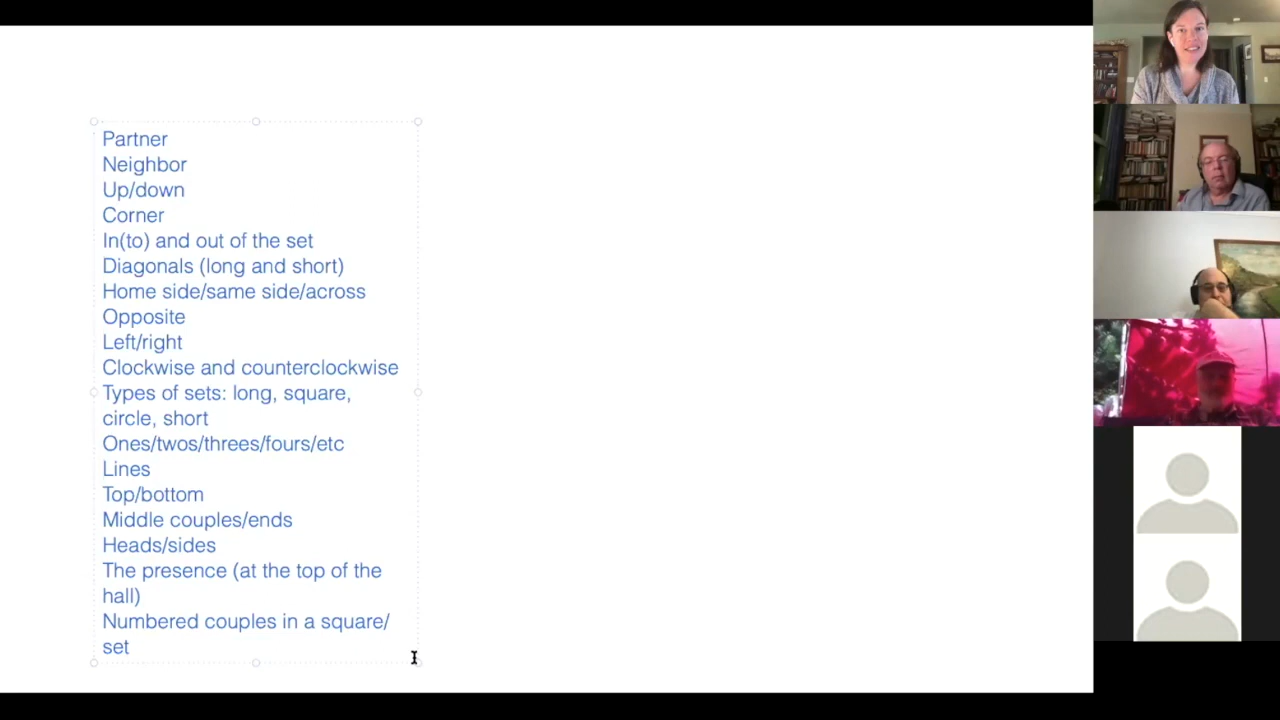 Partner
Neighbor
Up/down
Corner
In(to) and out of the set
Diagonals (long and short)
Home side/same side/across
Opposite
Left/right
Clockwise and counterclockwise
Types of sets: long, square,
circle, short
Ones/twos/threes/fours/etc
Lines
Top/bottom
Middle couples/ends
Heads/sides
The presence (at the top of the
hall)
Numbered couples in a square/
set